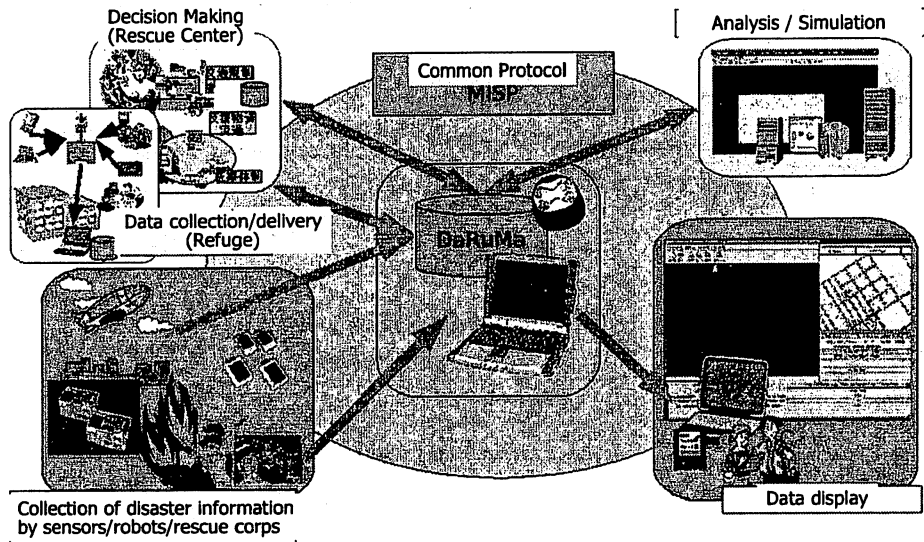 Decision Making
(Rescue Center)
[ Analysis / Simulation ]
Common Protocol
MISP
Data collection/delivery
(Refuge)
DaRuMa
Collection of disaster information
by sensors/robots/rescue corps
Data display